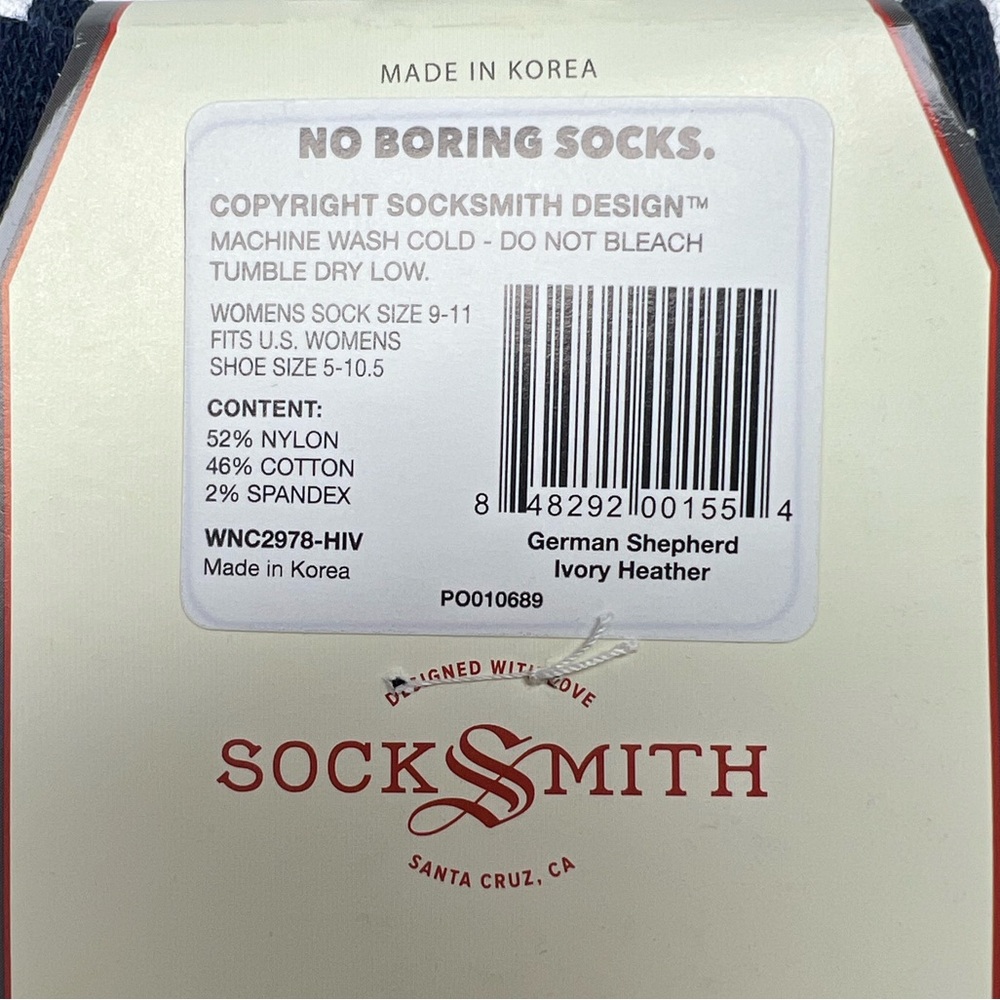 MADE IN KOREA
NO BORING SOCKS.
COPYRIGHT SOCKSMITH DESIGN™
MACHINE WASH COLD - DO NOT BLEACH
TUMBLE DRY LOW.
WOMENS SOCK SIZE 9-11
FITS U.S. WOMENS
SHOE SIZE 5-10.5
CONTENT:
52% NYLON
46% COTTON
2% SPANDEX
WNC2978-HIV
Made in Korea
8 48292 00155 4
German Shepherd
Ivory Heather
PO010689
DESIGNED WITH LOVE
SOCKSMITH
SANTA CRUZ, CA